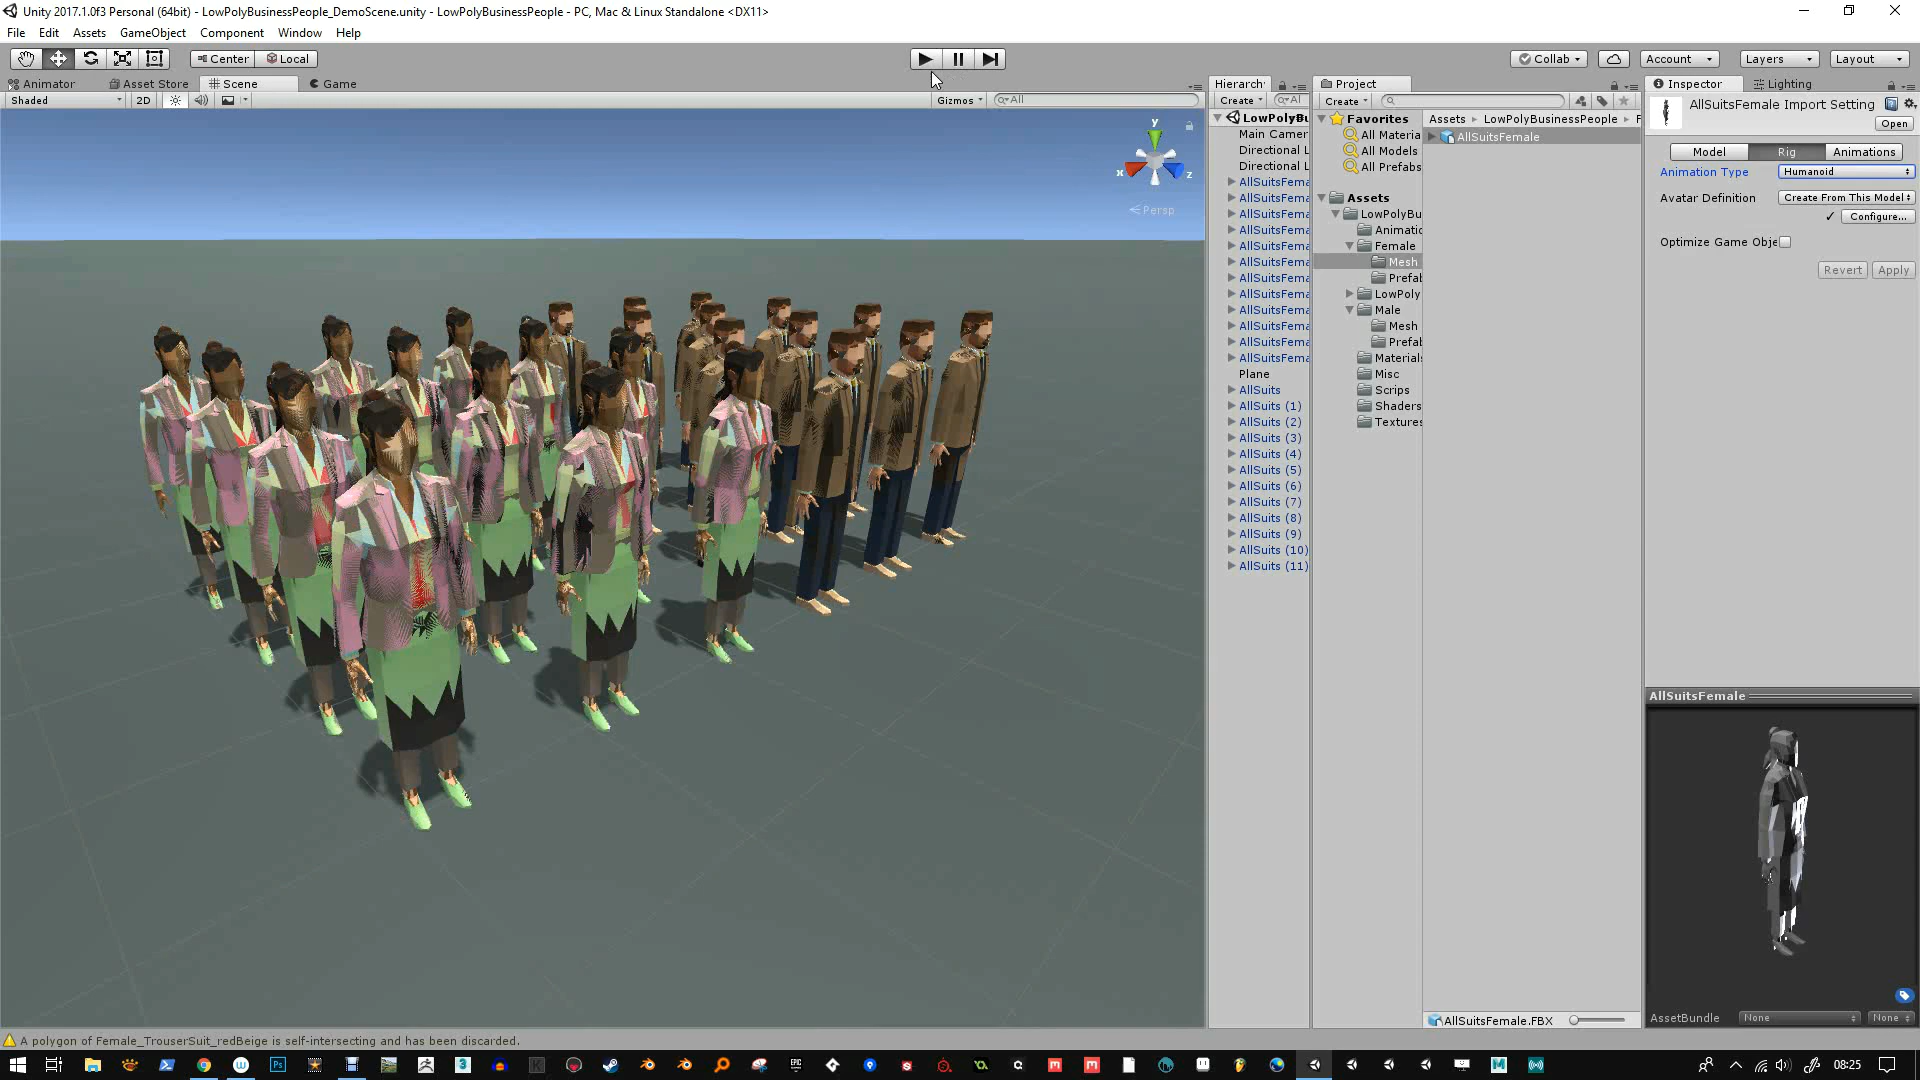 Unity 2017.1.0f3 Personal (64bit) - LowPolyBusinessPeople_DemoScene.unity - LowPolyBusinessPeople - PC, Mac & Linux Standalone <DX11>
File Edit Assets GameObject Component Window Help
Center Local Collab Account Layers Layout
Animator Asset Store Scene Game
Shaded 2D Gizmos All
y
x
z
Persp
Hierarch
Create All
LowPolyB
Main Camer
Directional L
Directional L
AllSuitsFema
AllSuitsFema
AllSuitsFema
AllSuitsFema
AllSuitsFema
AllSuitsFema
AllSuitsFema
AllSuitsFema
AllSuitsFema
AllSuitsFema
AllSuitsFema
AllSuitsFema
Plane
AllSuits
AllSuits (1)
AllSuits (2)
AllSuits (3)
AllSuits (4)
AllSuits (5)
AllSuits (6)
AllSuits (7)
AllSuits (8)
AllSuits (9)
AllSuits (10)
AllSuits (11)
Project
Create
Favorites
All Materia
All Models
All Prefabs
Assets
LowPolyBu
Animatic
Female
Mesh
Prefab
LowPoly
Male
Mesh
Prefab
Materials
Misc
Scrips
Shaders
Textures
Assets LowPolyBusinessPeople F
AllSuitsFemale
AllSuitsFemale.FBX
Inspector Lighting
AllSuitsFemale Import Setting
Open
Model Rig Animations
Animation Type Humanoid
Avatar Definition Create From This Model
Configure...
Optimize Game Obje
Revert Apply
AllSuitsFemale
AssetBundle None None
A polygon of Female_TrouserSuit_redBeige is self-intersecting and has been discarded.
08:25